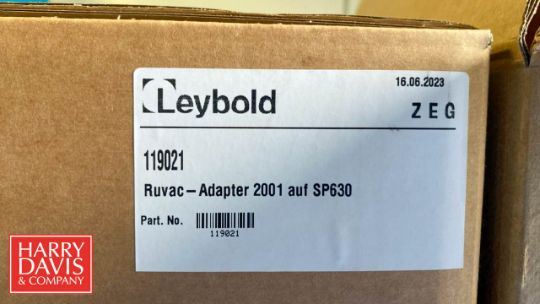 16.06.2023
Leybold
ZEG
119021
Ruvac-Adapter 2001 auf SP630
Part. No.
119021
HARRY
DAVIS
& COMPANY